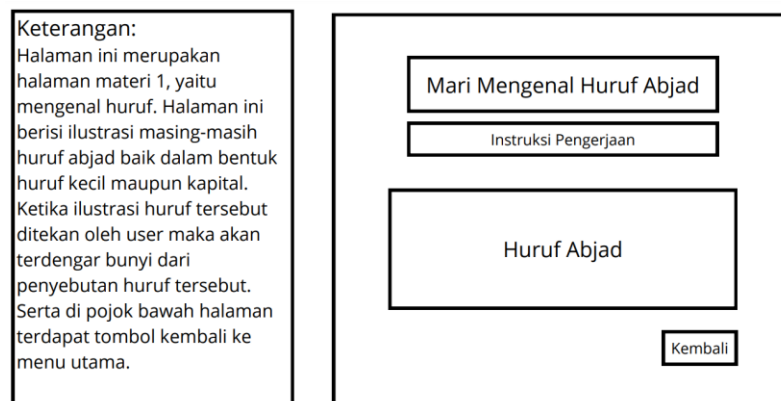 Keterangan:
Halaman ini merupakan
halaman materi 1, yaitu
mengenal huruf. Halaman ini
berisi ilustrasi masing-masih
huruf abjad baik dalam bentuk
huruf kecil maupun kapital.
Ketika ilustrasi huruf tersebut
ditekan oleh user maka akan
terdengar bunyi dari
penyebutan huruf tersebut.
Serta di pojok bawah halaman
terdapat tombol kembali ke
menu utama.
Mari Mengenal Huruf Abjad
Instruksi Pengerjaan
Huruf Abjad
Kembali